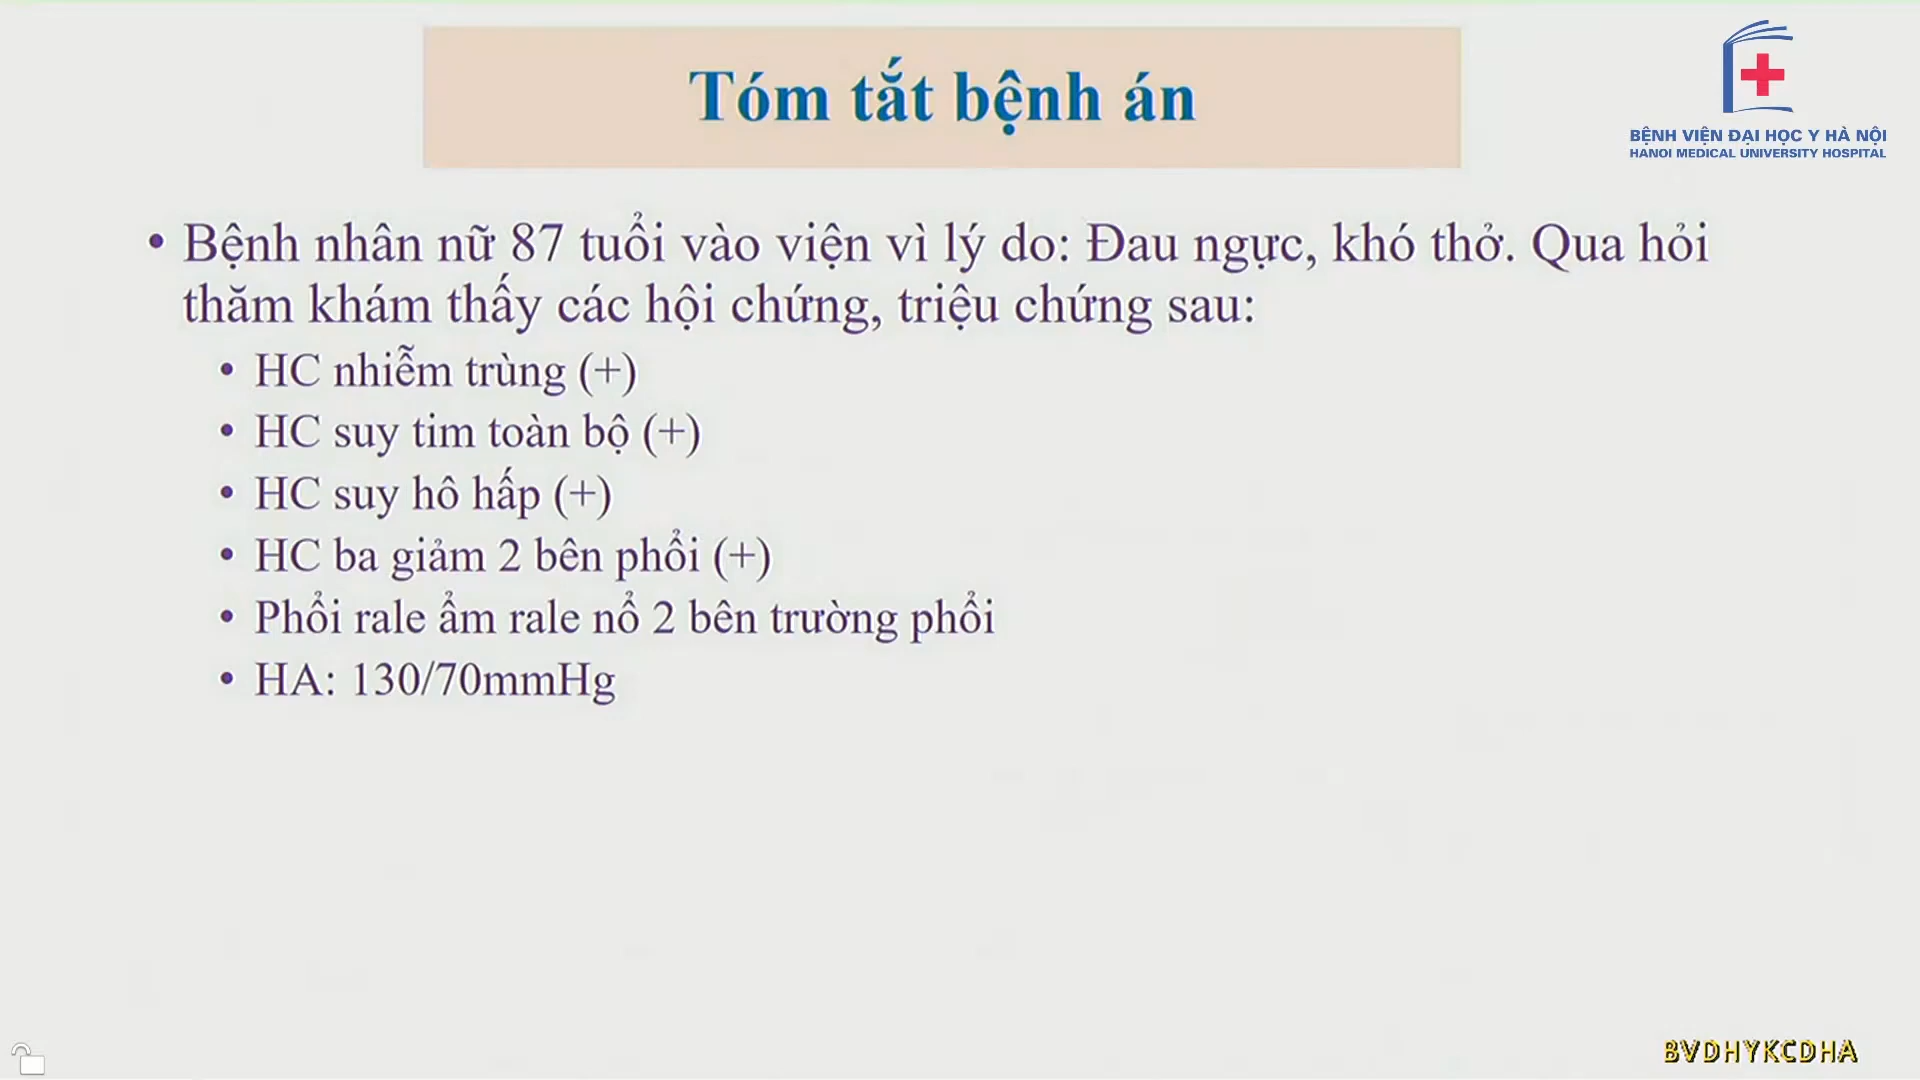 Tóm tắt bệnh án
BỆNH VIỆN ĐẠI HỌC Y HÀ NỘI
HANOI MEDICAL UNIVERSITY HOSPITAL
• Bệnh nhân nữ 87 tuổi vào viện vì lý do: Đau ngực, khó thở. Qua hỏi
thăm khám thấy các hội chứng, triệu chứng sau:
• HC nhiễm trùng (+)
• HC suy tim toàn bộ (+)
• HC suy hô hấp (+)
• HC ba giảm 2 bên phổi (+)
• Phổi rale ẩm rale nổ 2 bên trường phổi
• HA: 130/70mmHg
BVDHYKCDHA